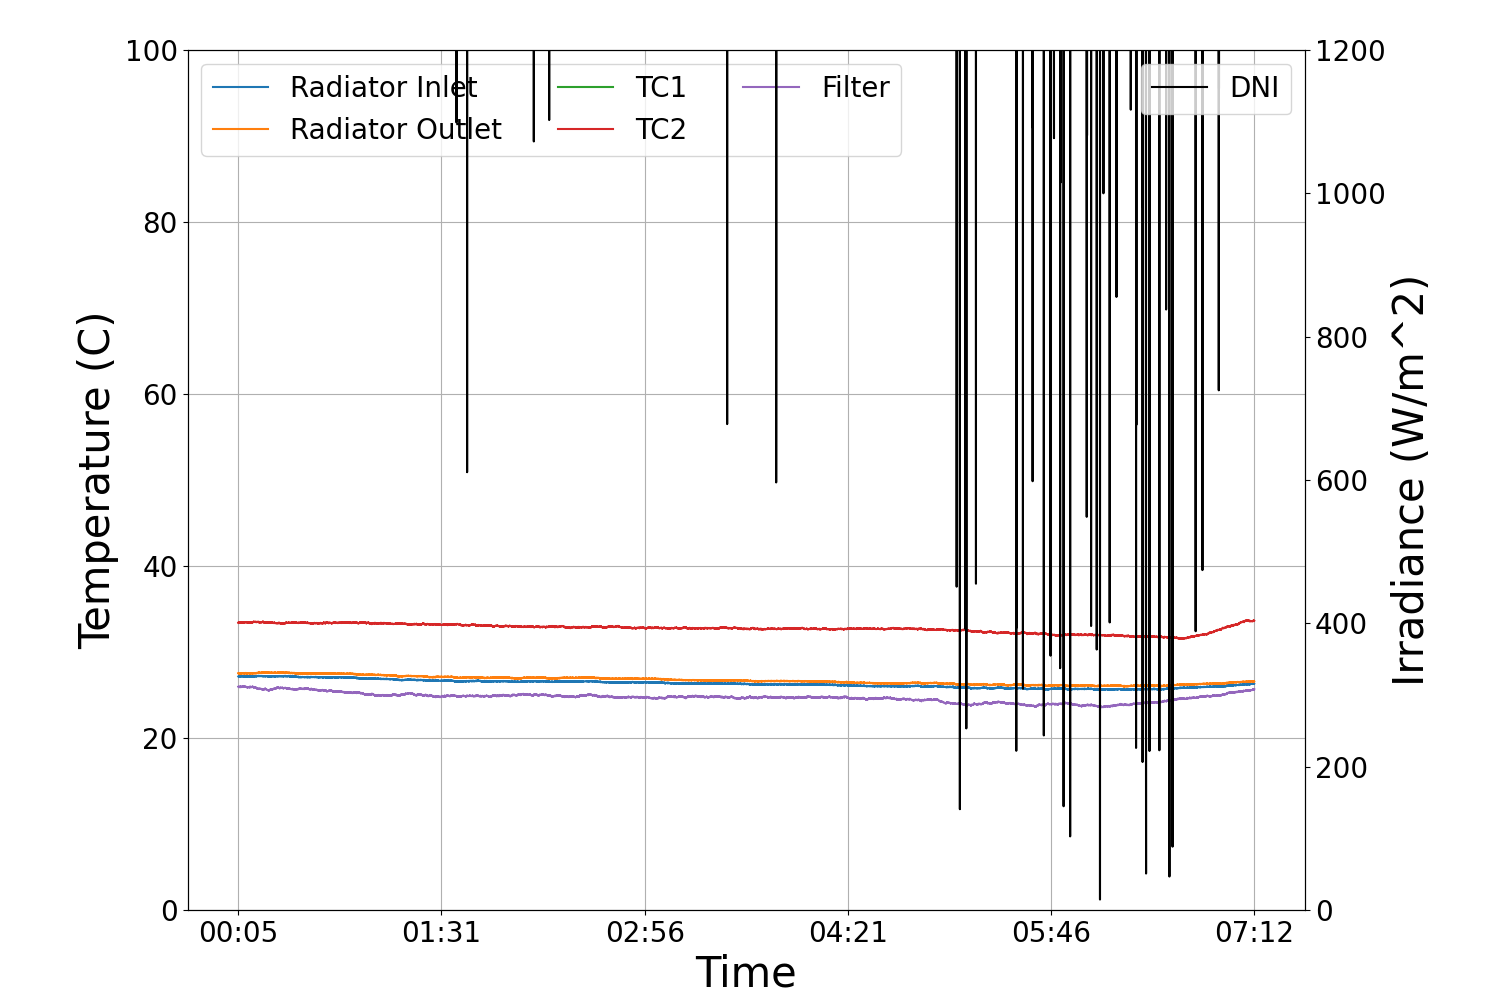 100
80
60
40
20
0
Temperature (C)
Radiator Inlet
Radiator Outlet
TC1
TC2
Filter
DNI
1200
1000
800
600
400
200
0
Irradiance (W/m^2)
00:05 01:31 02:56 04:21 05:46 07:12
Time